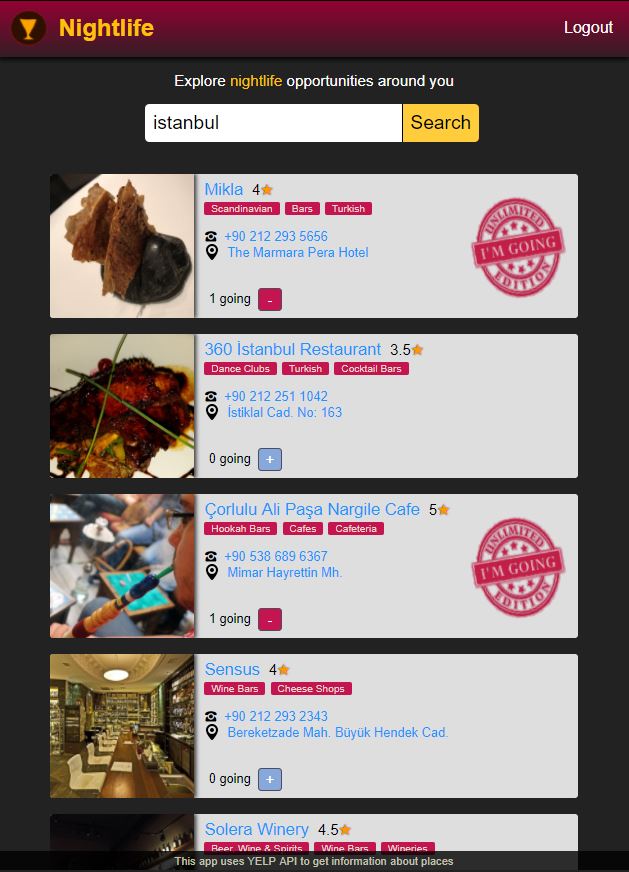 Nightlife
Logout
Explore nightlife opportunities around you
istanbul
Search
Mikla 4
Scandinavian Bars Turkish
+90 212 293 5656
The Marmara Pera Hotel
1 going -
UNLIMITED
I'M GOING
EDITION
360 İstanbul Restaurant 3.5
Dance Clubs Turkish Cocktail Bars
+90 212 251 1042
İstiklal Cad. No: 163
0 going +
Çorlulu Ali Paşa Nargile Cafe 5
Hookah Bars Cafes Cafeteria
+90 538 689 6367
Mimar Hayrettin Mh.
1 going -
UNLIMITED
I'M GOING
EDITION
Sensus 4
Wine Bars Cheese Shops
+90 212 293 2343
Bereketzade Mah. Büyük Hendek Cad.
0 going +
Solera Winery 4.5
Beer, Wine & Spirits Wine Bars Wineries
This app uses YELP API to get information about places